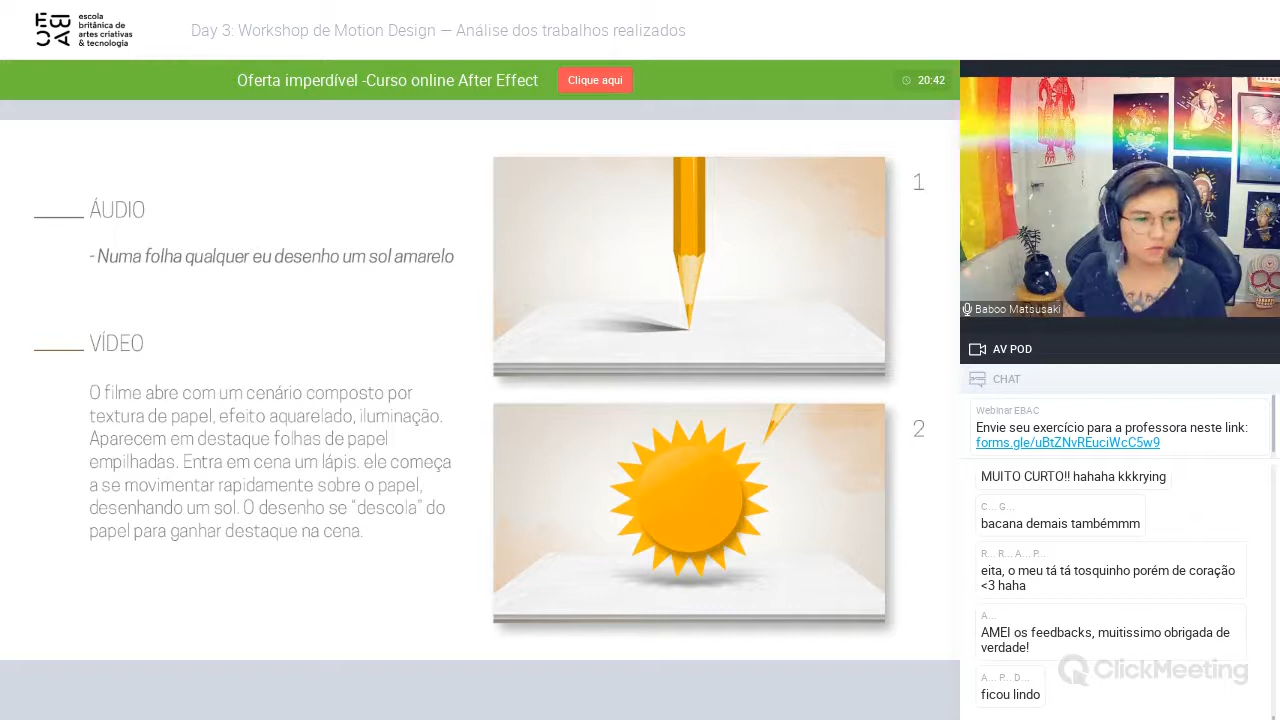 EBAC
escola
britânica de
artes criativas
& tecnologia
Day 3: Workshop de Motion Design — Análise dos trabalhos realizados
Oferta imperdível -Curso online After Effect
Clique aqui
20:42
ÁUDIO
- Numa folha qualquer eu desenho um sol amarelo
VÍDEO
O filme abre com um cenário composto por
textura de papel, efeito aquarelado, iluminação.
Aparecem em destaque folhas de papel
empilhadas. Entra em cena um lápis. ele começa
a se movimentar rapidamente sobre o papel,
desenhando um sol. O desenho se “descola” do
papel para ganhar destaque na cena.
1
2
Baboo Matsusaki
AV POD
CHAT
Webinar EBAC
Envie seu exercício para a professora neste link:
forms.gle/uBtZNvREuciWcC5w9
MUITO CURTO!! hahaha kkkrying
C... G...
bacana demais tambémmm
R... R... A... P...
eita, o meu tá tá tosquinho porém de coração
<3 haha
A...
AMEI os feedbacks, muitissimo obrigada de
verdade!
A... P... D...
ficou lindo
ClickMeeting